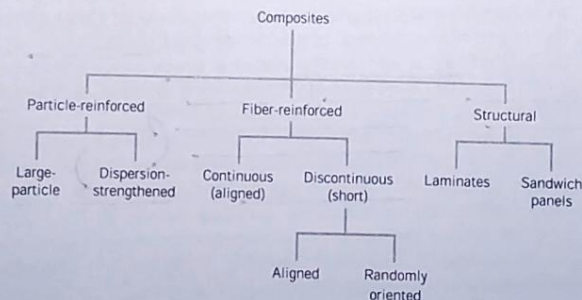 Composites
Particle-reinforced
Fiber-reinforced
Structural
Large-
particle
Dispersion-
strengthened
Continuous
(aligned)
Discontinuous
(short)
Laminates
Sandwich
panels
Aligned
Randomly
oriented